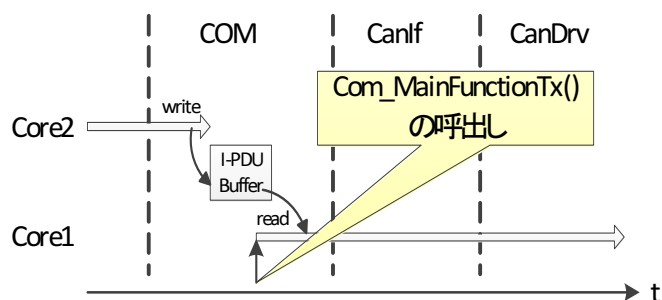 COM
CanIf
CanDrv
Com_MainFunctionTx()
の呼出し
write
Core2
I-PDU
Buffer
read
Core1
t